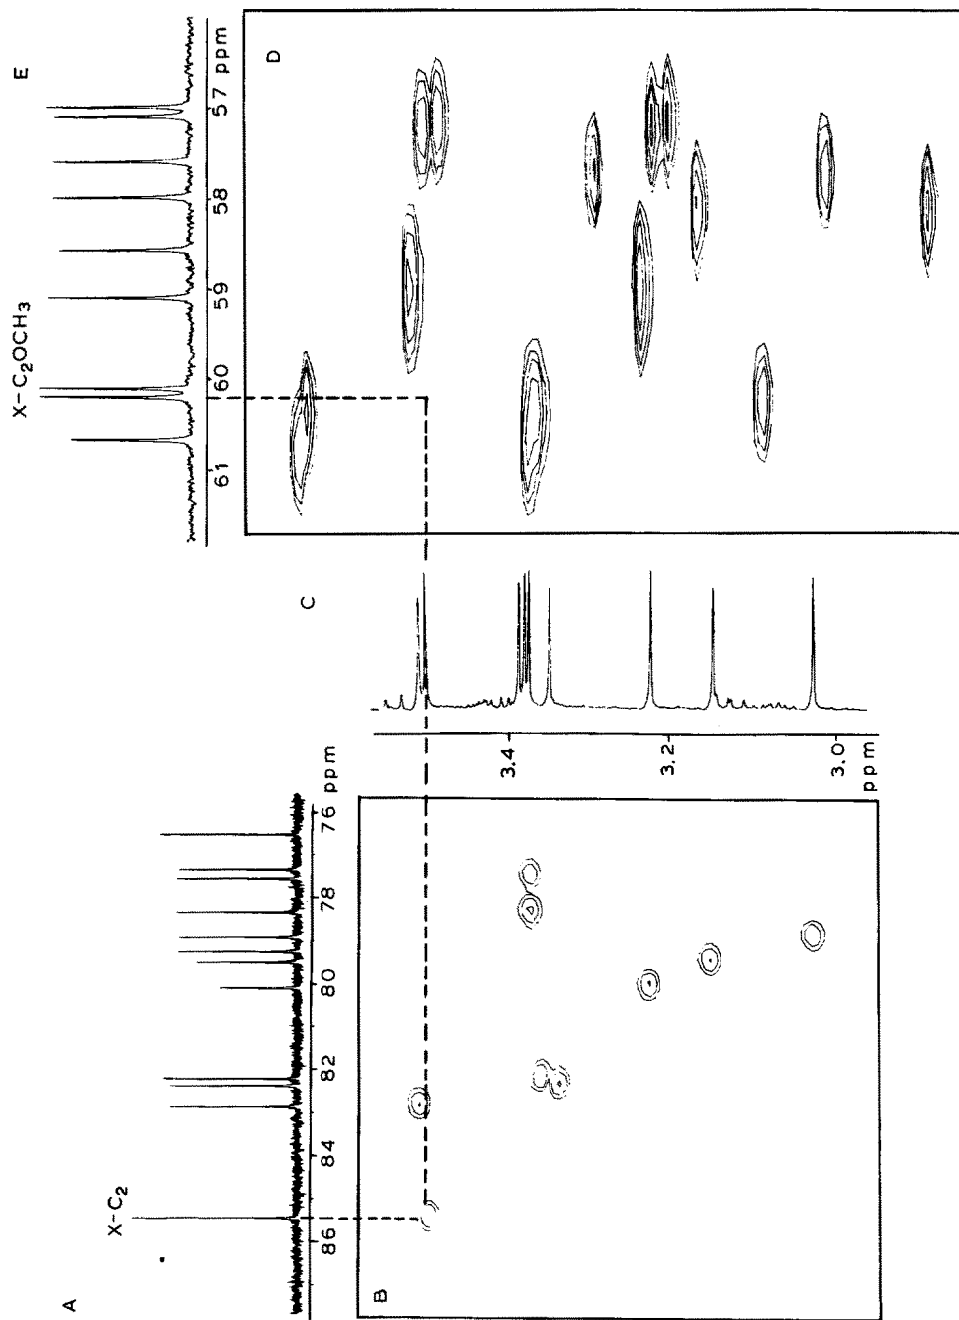 E
X-C₂OCH₃
57 ppm
58
59
60
61
D
C
3.4
3.2
3.0
ppm
A
X-C₂
76 ppm
78
80
82
84
86
B